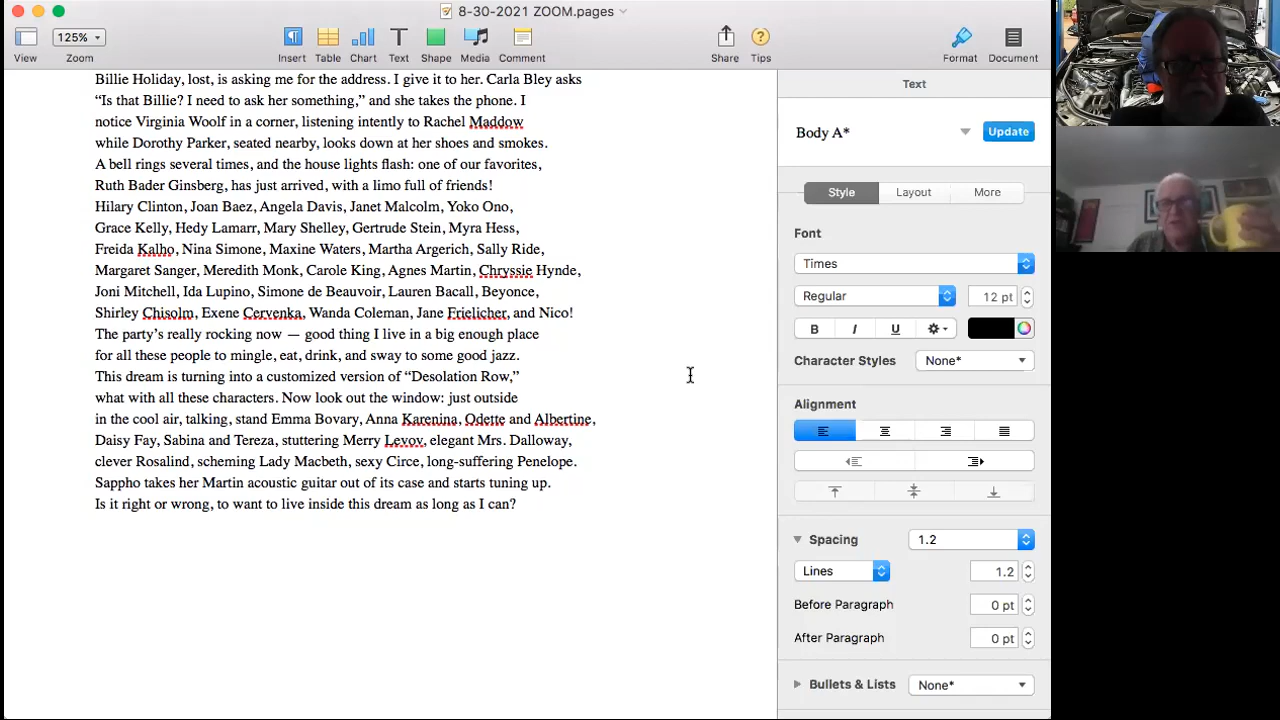 8-30-2021 ZOOM.pages
125%
View
Zoom
Insert
Table
Chart
Text
Shape
Media
Comment
Share
Tips
Format
Document
Billie Holiday, lost, is asking me for the address. I give it to her. Carla Bley asks
“Is that Billie? I need to ask her something,” and she takes the phone. I
notice Virginia Woolf in a corner, listening intently to Rachel Maddow
while Dorothy Parker, seated nearby, looks down at her shoes and smokes.
A bell rings several times, and the house lights flash: one of our favorites,
Ruth Bader Ginsberg, has just arrived, with a limo full of friends!
Hilary Clinton, Joan Baez, Angela Davis, Janet Malcolm, Yoko Ono,
Grace Kelly, Hedy Lamarr, Mary Shelley, Gertrude Stein, Myra Hess,
Freida Kalho, Nina Simone, Maxine Waters, Martha Argerich, Sally Ride,
Margaret Sanger, Meredith Monk, Carole King, Agnes Martin, Chryssie Hynde,
Joni Mitchell, Ida Lupino, Simone de Beauvoir, Lauren Bacall, Beyonce,
Shirley Chisolm, Exene Cervenka, Wanda Coleman, Jane Frielicher, and Nico!
The party’s really rocking now — good thing I live in a big enough place
for all these people to mingle, eat, drink, and sway to some good jazz.
This dream is turning into a customized version of “Desolation Row,”
what with all these characters. Now look out the window: just outside
in the cool air, talking, stand Emma Bovary, Anna Karenina, Odette and Albertine,
Daisy Fay, Sabina and Tereza, stuttering Merry Levov, elegant Mrs. Dalloway,
clever Rosalind, scheming Lady Macbeth, sexy Circe, long-suffering Penelope.
Sappho takes her Martin acoustic guitar out of its case and starts tuning up.
Is it right or wrong, to want to live inside this dream as long as I can?
Text
Body A*
Update
Style
Layout
More
Font
Times
Regular
12 pt
B
I
U
Character Styles
None*
Alignment
Spacing
1.2
Lines
1.2
Before Paragraph
0 pt
After Paragraph
0 pt
Bullets & Lists
None*